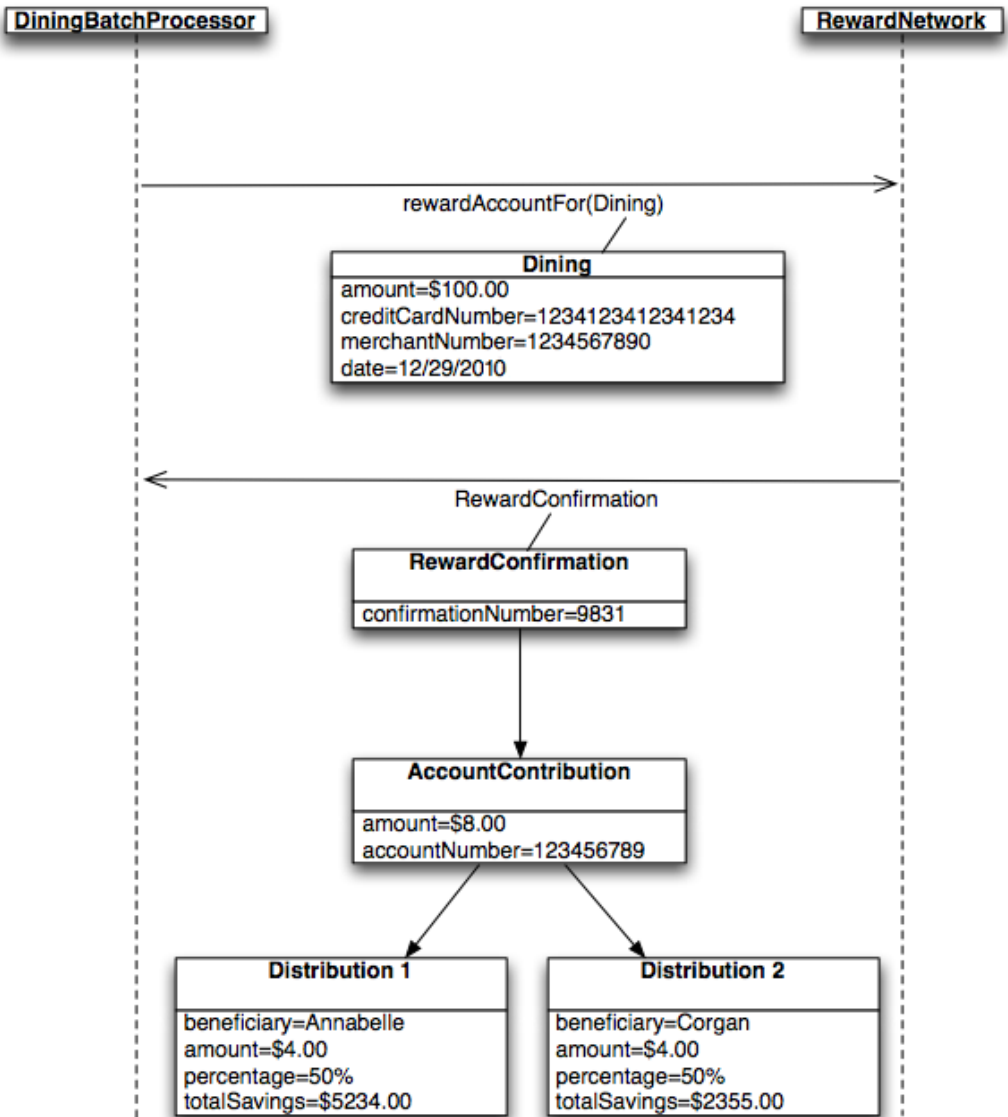 DiningBatchProcessor
RewardNetwork
rewardAccountFor(Dining)
Dining
amount=$100.00
creditCardNumber=1234123412341234
merchantNumber=1234567890
date=12/29/2010
RewardConfirmation
RewardConfirmation
confirmationNumber=9831
AccountContribution
amount=$8.00
accountNumber=123456789
Distribution 1
beneficiary=Annabelle
amount=$4.00
percentage=50%
totalSavings=$5234.00
Distribution 2
beneficiary=Corgan
amount=$4.00
percentage=50%
totalSavings=$2355.00